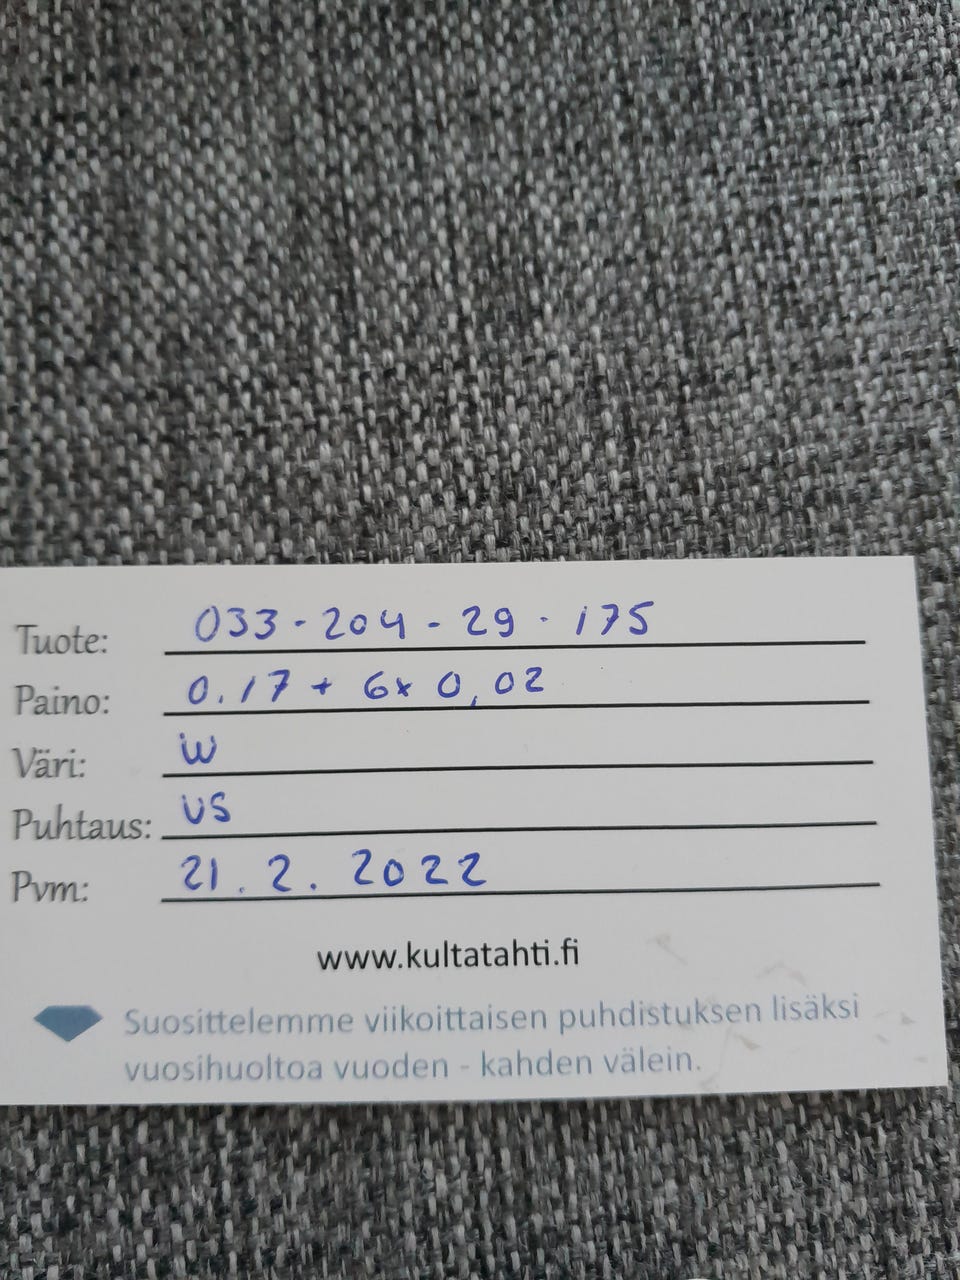 Tuote: 033-204-29-175
Paino: 0.17 + 6x 0,02
Väri: W
Puhtaus: VS
Pvm: 21.2.2022
www.kultatahti.fi
Suosittelemme viikoittaisen puhdistuksen lisäksi
vuosihuoltoa vuoden - kahden välein.